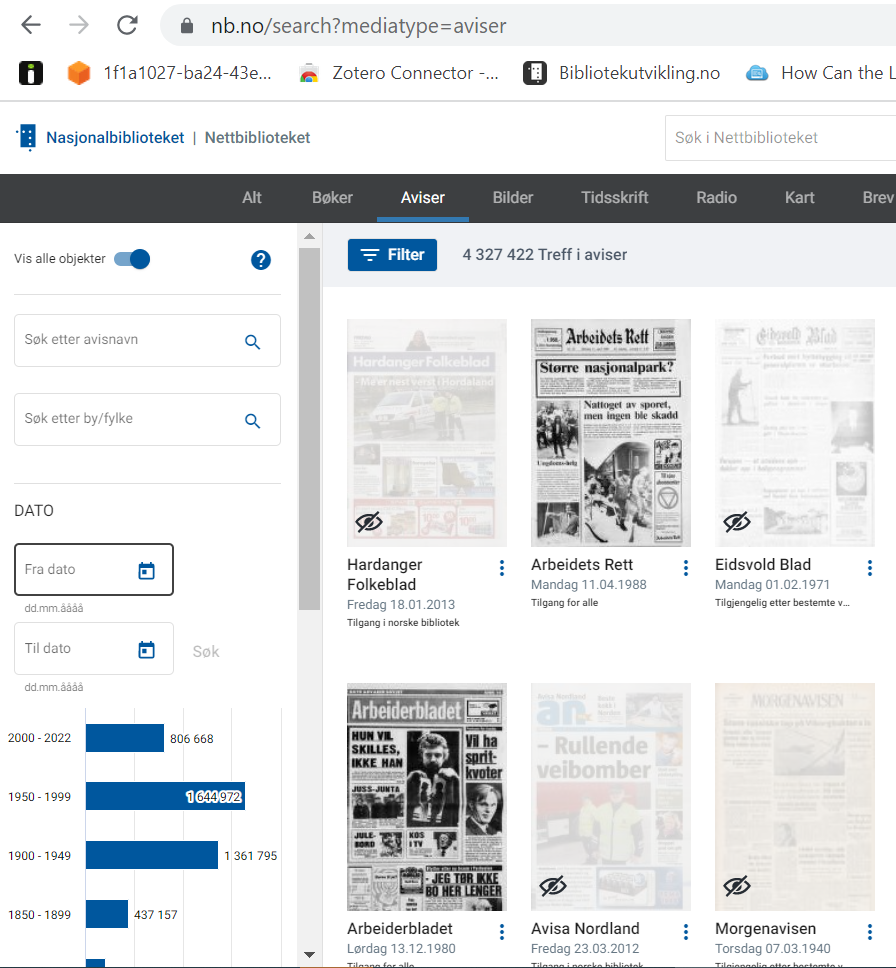 nb.no/search?mediatype=aviser
1f1a1027-ba24-43e... Zotero Connector -... Bibliotekutvikling.no How Can the L
Nasjonalbiblioteket | Nettbiblioteket
Søk i Nettbiblioteket
Alt Bøker Aviser Bilder Tidsskrift Radio Kart Brev
Vis alle objekter
?
Søk etter avisnavn
Søk etter by/fylke
DATO
Fra dato
dd.mm.åååå
Til dato
Søk
dd.mm.åååå
2000 - 2022 806 668
1950 - 1999 1 644 972
1900 - 1949 1 361 795
1850 - 1899 437 157
Filter
4 327 422 Treff i aviser
Hardanger Folkeblad
- Me'er nest verst i Hordaland
Hardanger
Folkeblad
Fredag 18.01.2013
Tilgang i norske bibliotek
Arbeidets Rett
Større nasjonalpark?
Nattoget av sporet,
men ingen ble skadd
Ungdoms-helg
Arbeidets Rett
Mandag 11.04.1988
Tilgang for alle
Eidsvold Blad
Eidsvold Blad
Mandag 01.02.1971
Tilgjengelig etter bestemte v...
Arbeiderbladet
HUN VIL
SKILLES,
IKKE HAN
Vil ha
sprit-
kvoter
JUSS-JUNTA
JULE-
BORD
KOS
I TV
- JEG TØR IKKE
BO HER LENGER
Arbeiderbladet
Lørdag 13.12.1980
Tilgang for alle
Avisa Nordland
an-
- Rullende
veibomber
Avisa Nordland
Fredag 23.03.2012
Tilgang i norske bibliotek
MORGENAVISEN
Morgenavisen
Torsdag 07.03.1940
Tilgjengelig etter bestemte v...